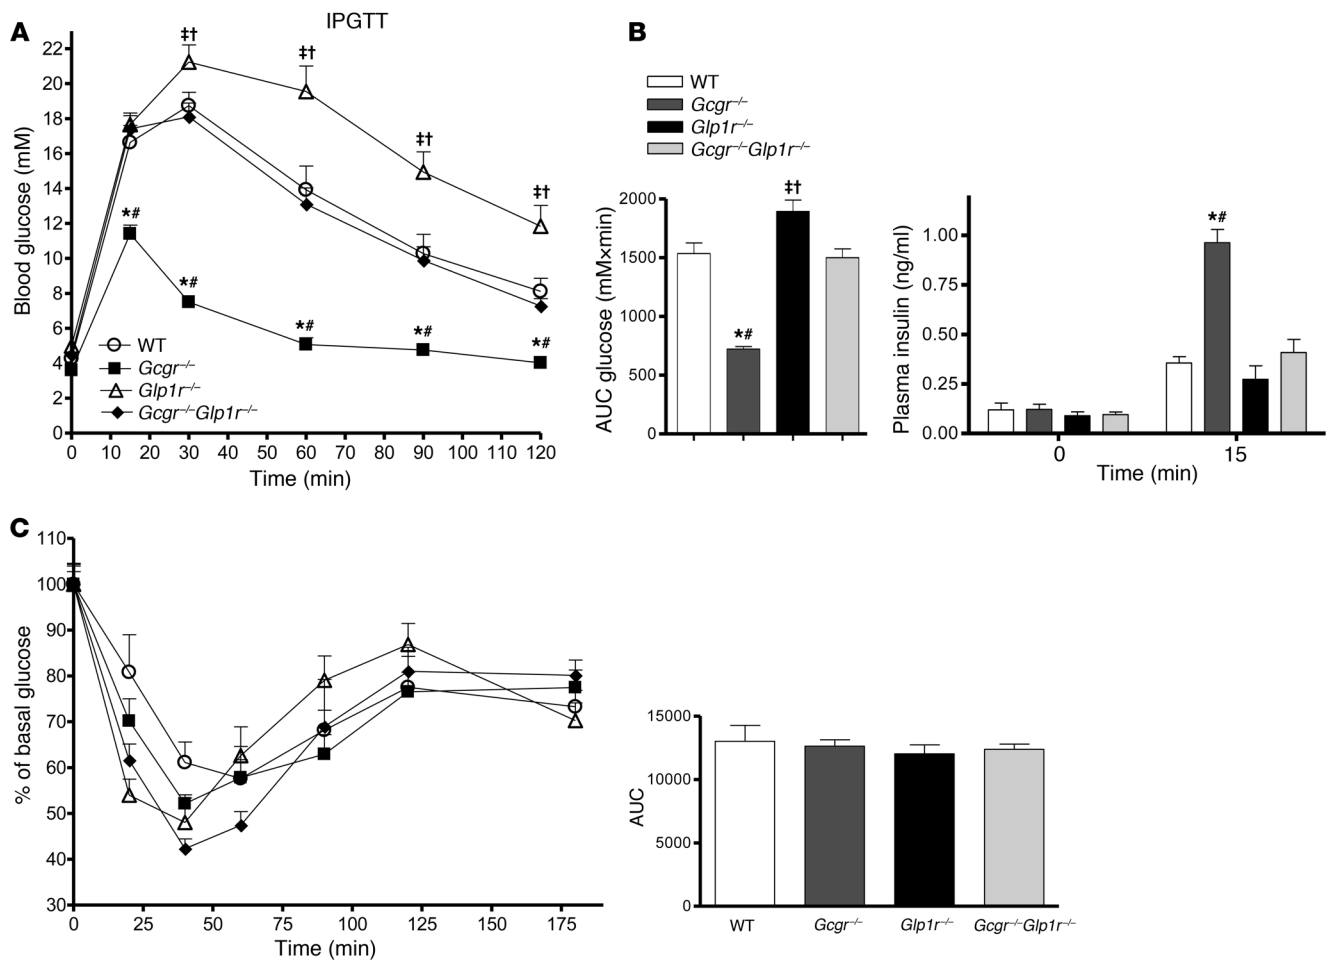 A
IPGTT
22
20
18
16
14
12
10
8
6
4
2
0
Blood glucose (mM)
‡†
‡†
‡†
‡†
*#
*#
*#
*#
*#
WT
Gcgr–/–
Glp1r–/–
Gcgr–/–Glp1r–/–
0 10 20 30 40 50 60 70 80 90 100 110 120
Time (min)
B
WT
Gcgr–/–
Glp1r–/–
Gcgr–/–Glp1r–/–
AUC glucose (mM×min)
2000
1500
1000
500
0
*#
‡†
Plasma insulin (ng/ml)
1.00
0.75
0.50
0.25
0.00
*#
0 15
Time (min)
C
% of basal glucose
110
100
90
80
70
60
50
40
30
0 25 50 75 100 125 150 175
Time (min)
AUC
15000
10000
5000
0
WT Gcgr–/– Glp1r–/– Gcgr–/–Glp1r–/–